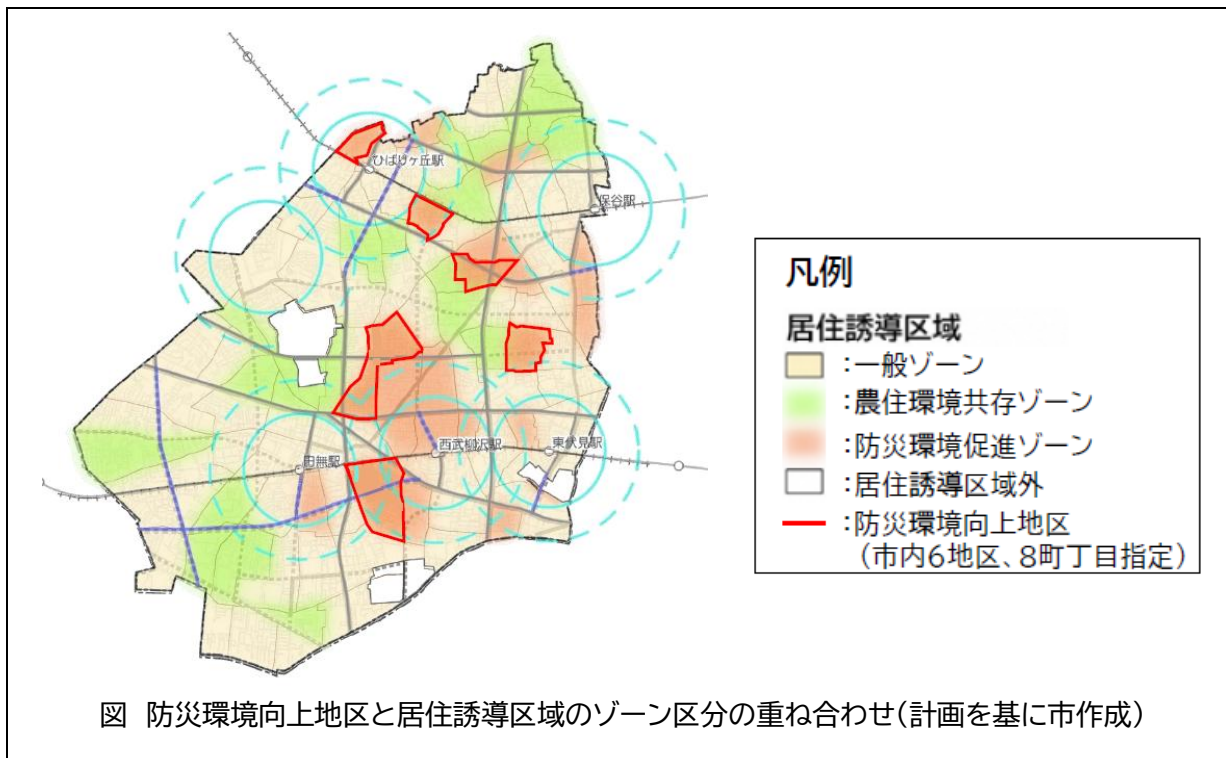 ひばりヶ丘駅
保谷駅
西武柳沢駅
東伏見駅
田無駅
凡例
居住誘導区域
：一般ゾーン
：農住環境共存ゾーン
：防災環境促進ゾーン
：居住誘導区域外
：防災環境向上地区
（市内6地区、8町丁目指定）
図 防災環境向上地区と居住誘導区域のゾーン区分の重ね合わせ（計画を基に市作成）